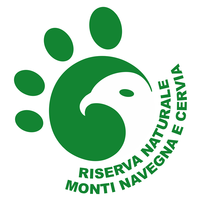 RISERVA NATURALE
MONTI NAVEGNA E CERVIA